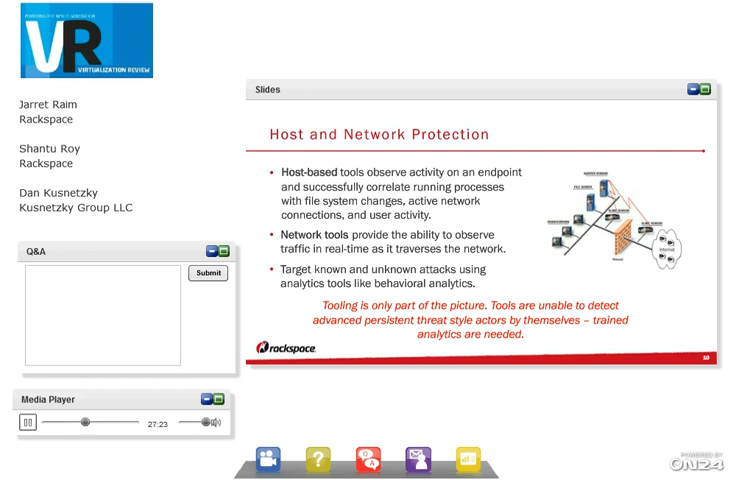 VR
VIRTUALIZATION REVIEW
Jarret Raim
Rackspace
Shantu Roy
Rackspace
Dan Kusnetzky
Kusnetzky Group LLC
Q&A
Submit
Media Player
27:23
Slides
Host and Network Protection
• Host-based tools observe activity on an endpoint
and successfully correlate running processes
with file system changes, active network
connections, and user activity.
• Network tools provide the ability to observe
traffic in real-time as it traverses the network.
• Target known and unknown attacks using
analytics tools like behavioral analytics.
Internet
Tooling is only part of the picture. Tools are unable to detect
advanced persistent threat style actors by themselves – trained
analytics are needed.
rackspace
10
?
Q
A
POWERED BY
ON24